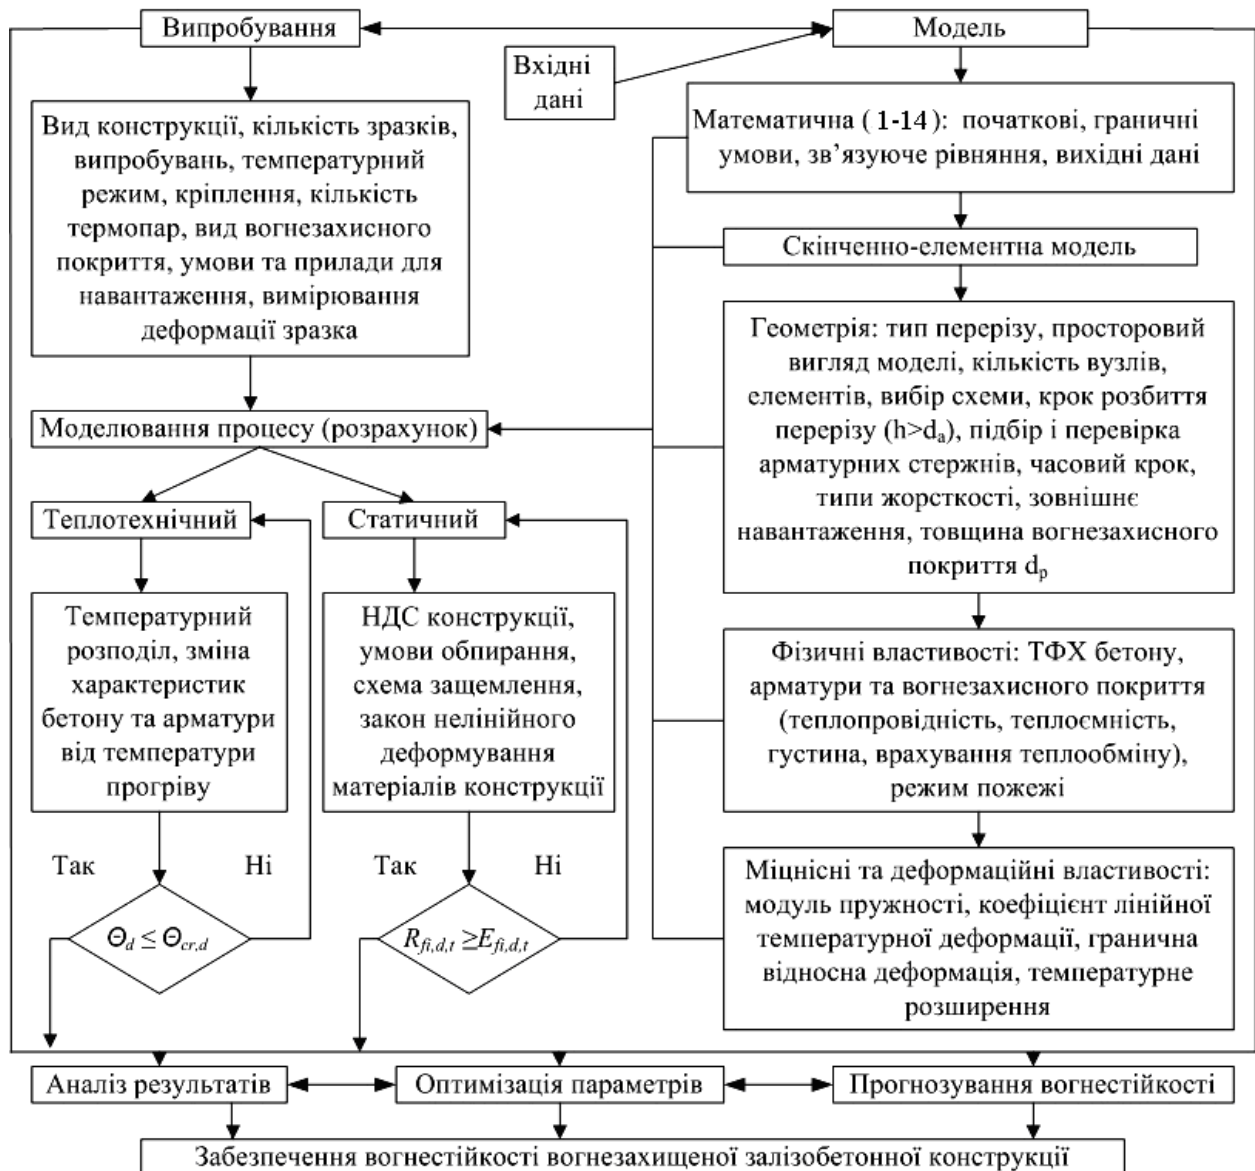 Випробування
Модель
Вхідні
дані
Вид конструкції, кількість зразків,
випробувань, температурний
режим, кріплення, кількість
термопар, вид вогнезахисного
покриття, умови та прилади для
навантаження, вимірювання
деформації зразка
Математична (1-14): початкові, граничні
умови, зв’язуюче рівняння, вихідні дані
Скінченно-елементна модель
Геометрія: тип перерізу, просторовий
вигляд моделі, кількість вузлів,
елементів, вибір схеми, крок розбиття
перерізу (h>dₐ), підбір і перевірка
арматурних стержнів, часовий крок,
типи жорсткості, зовнішнє
навантаження, товщина вогнезахисного
покриття dₚ
Моделювання процесу (розрахунок)
Теплотехнічний
Статичний
Температурний
розподіл, зміна
характеристик
бетону та арматури
від температури
прогріву
НДС конструкції,
умови обпирання,
схема защемлення,
закон нелінійного
деформування
матеріалів конструкції
Фізичні властивості: ТФХ бетону,
арматури та вогнезахисного покриття
(теплопровідність, теплоємність,
густина, врахування теплообміну),
режим пожежі
Міцнісні та деформаційні властивості:
модуль пружності, коефіцієнт лінійної
температурної деформації, гранична
відносна деформація, температурне
розширення
Так
Ні
Так
Ні
Θd ≤ Θcr,d
Rfi,d,t ≥Efi,d,t
Аналіз результатів
Оптимізація параметрів
Прогнозування вогнестійкості
Забезпечення вогнестійкості вогнезахищеної залізобетонної конструкції